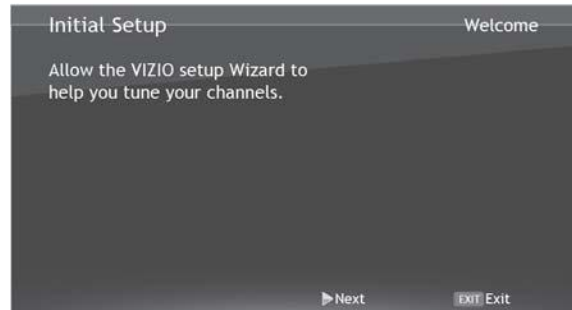 Initial Setup
Welcome
Allow the VIZIO setup Wizard to
help you tune your channels.
Next
EXIT Exit